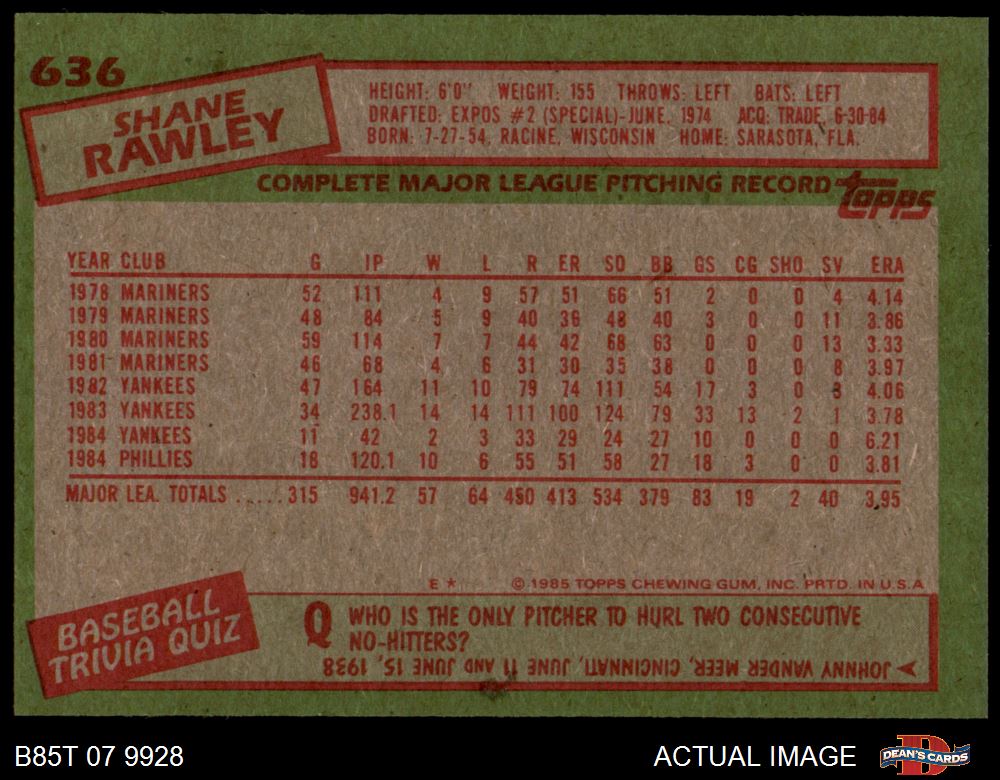 636
SHANE
RAWLEY
HEIGHT: 6'0" WEIGHT: 155 THROWS: LEFT BATS: LEFT
DRAFTED: EXPOS #2 (SPECIAL)-JUNE, 1974 ACQ: TRADE, 6-30-84
BORN: 7-27-54, RACINE, WISCONSIN HOME: SARASOTA, FLA.
COMPLETE MAJOR LEAGUE PITCHING RECORD topps
YEAR CLUB G IP W L R ER SO BB GS CG SHO SV ERA
1978 MARINERS 52 111 4 9 57 51 66 51 2 0 0 4 4.14
1979 MARINERS 48 84 5 9 40 36 48 40 3 0 0 11 3.86
1980 MARINERS 59 114 7 7 44 42 68 63 0 0 0 13 3.33
1981 MARINERS 46 68 4 6 31 30 35 38 0 0 0 8 3.97
1982 YANKEES 47 164 11 10 79 74 111 54 17 3 0 3 4.06
1983 YANKEES 34 238.1 14 14 111 100 124 79 33 13 2 1 3.78
1984 YANKEES 11 42 2 3 33 29 24 27 10 0 0 0 6.21
1984 PHILLIES 18 120.1 10 6 55 51 58 27 18 3 0 0 3.81
MAJOR LEA. TOTALS ..... 315 941.2 57 64 450 413 534 379 83 19 2 40 3.95
E * © 1985 TOPPS CHEWING GUM, INC. PRTD. IN U.S.A
BASEBALL
TRIVIA QUIZ
Q WHO IS THE ONLY PITCHER TO HURL TWO CONSECUTIVE
NO-HITTERS?
JOHNNY VANDER MEER, CINCINNATI, JUNE 11 AND JUNE 15, 1938
B85T 07 9928
ACTUAL IMAGE
D
DEAN'S CARDS